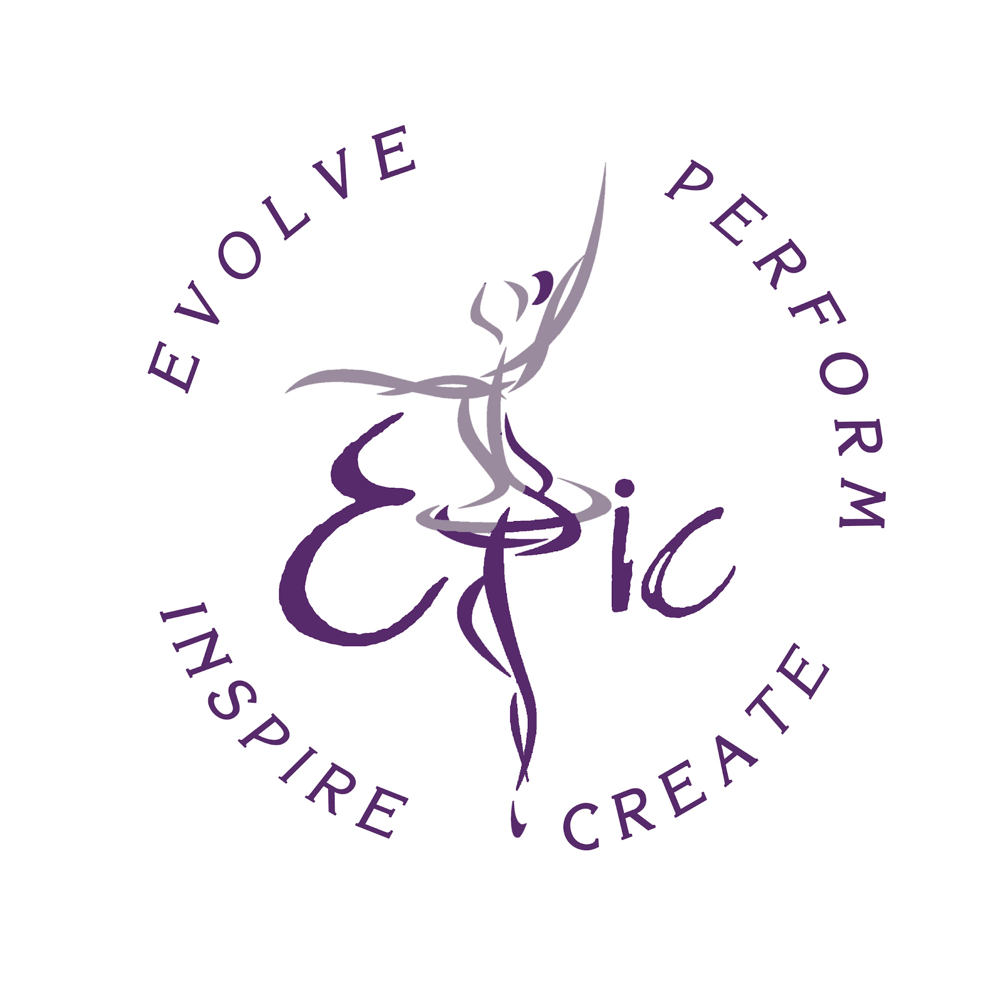 EVOLVE
PERFORM
Epic
INSPIRE
CREATE